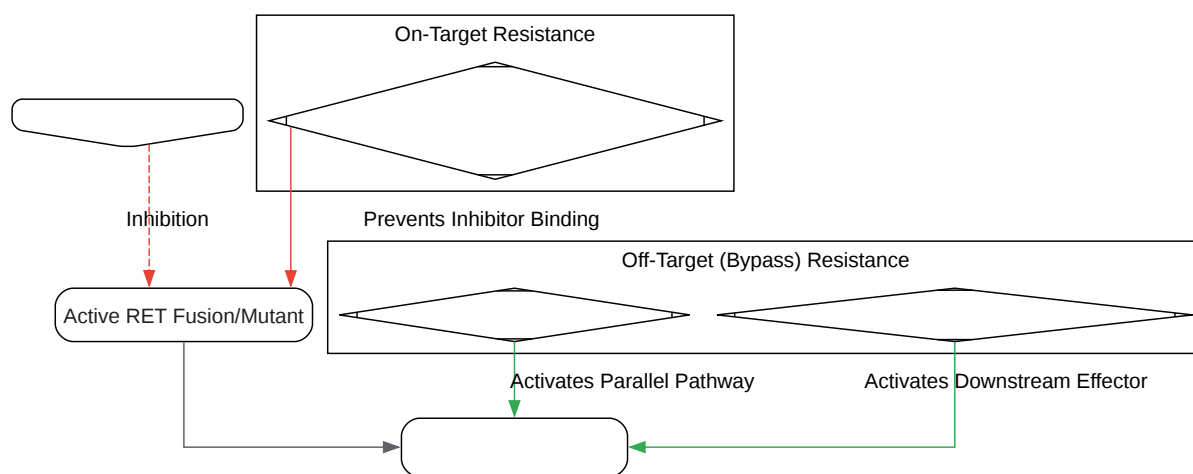 On-Target Resistance
Inhibition
Prevents Inhibitor Binding
Off-Target (Bypass) Resistance
Active RET Fusion/Mutant
Activates Parallel Pathway
Activates Downstream Effector